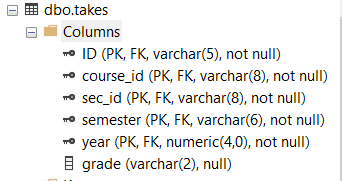 dbo.takes
Columns
ID (PK, FK, varchar(5), not null)
course_id (PK, FK, varchar(8), not null)
sec_id (PK, FK, varchar(8), not null)
semester (PK, FK, varchar(6), not null)
year (PK, FK, numeric(4,0), not null)
grade (varchar(2), null)